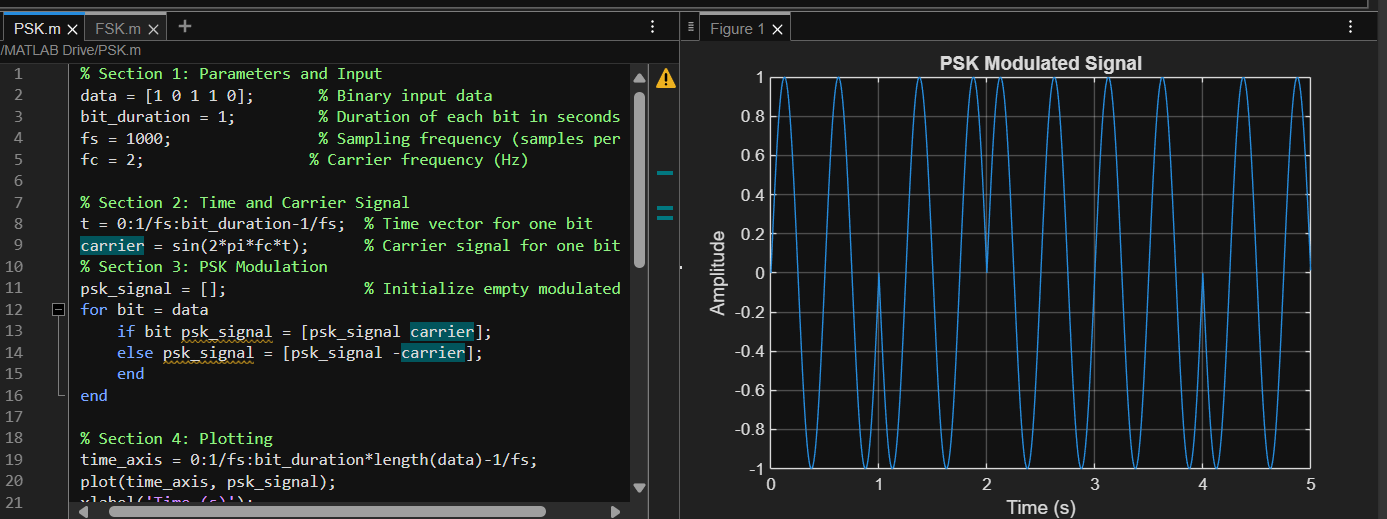 PSK.m × FSK.m × +
/MATLAB Drive/PSK.m
1 % Section 1: Parameters and Input
2 data = [1 0 1 1 0]; % Binary input data
3 bit_duration = 1; % Duration of each bit in seconds
4 fs = 1000; % Sampling frequency (samples per
5 fc = 2; % Carrier frequency (Hz)
6
7 % Section 2: Time and Carrier Signal
8 t = 0:1/fs:bit_duration-1/fs; % Time vector for one bit
9 carrier = sin(2*pi*fc*t); % Carrier signal for one bit
10 % Section 3: PSK Modulation
11 psk_signal = []; % Initialize empty modulated
12 for bit = data
13 if bit psk_signal = [psk_signal carrier];
14 else psk_signal = [psk_signal -carrier];
15 end
16 end
17
18 % Section 4: Plotting
19 time_axis = 0:1/fs:bit_duration*length(data)-1/fs;
20 plot(time_axis, psk_signal);
21 xlabel('Time (s)');
Figure 1 ×
PSK Modulated Signal
1
0.8
0.6
0.4
0.2
0
-0.2
-0.4
-0.6
-0.8
-1
Amplitude
0 1 2 3 4 5
Time (s)